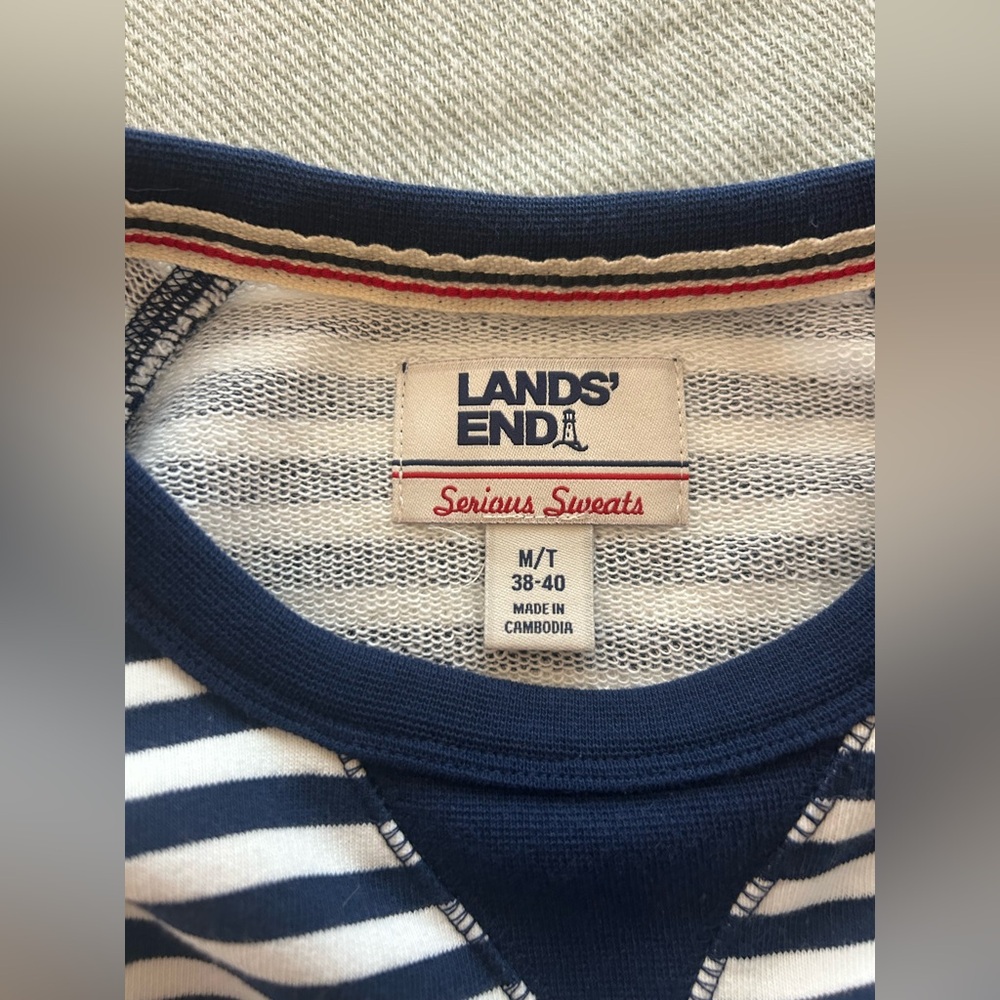 LANDS'
END
Serious Sweats
M/T
38-40
MADE IN
CAMBODIA